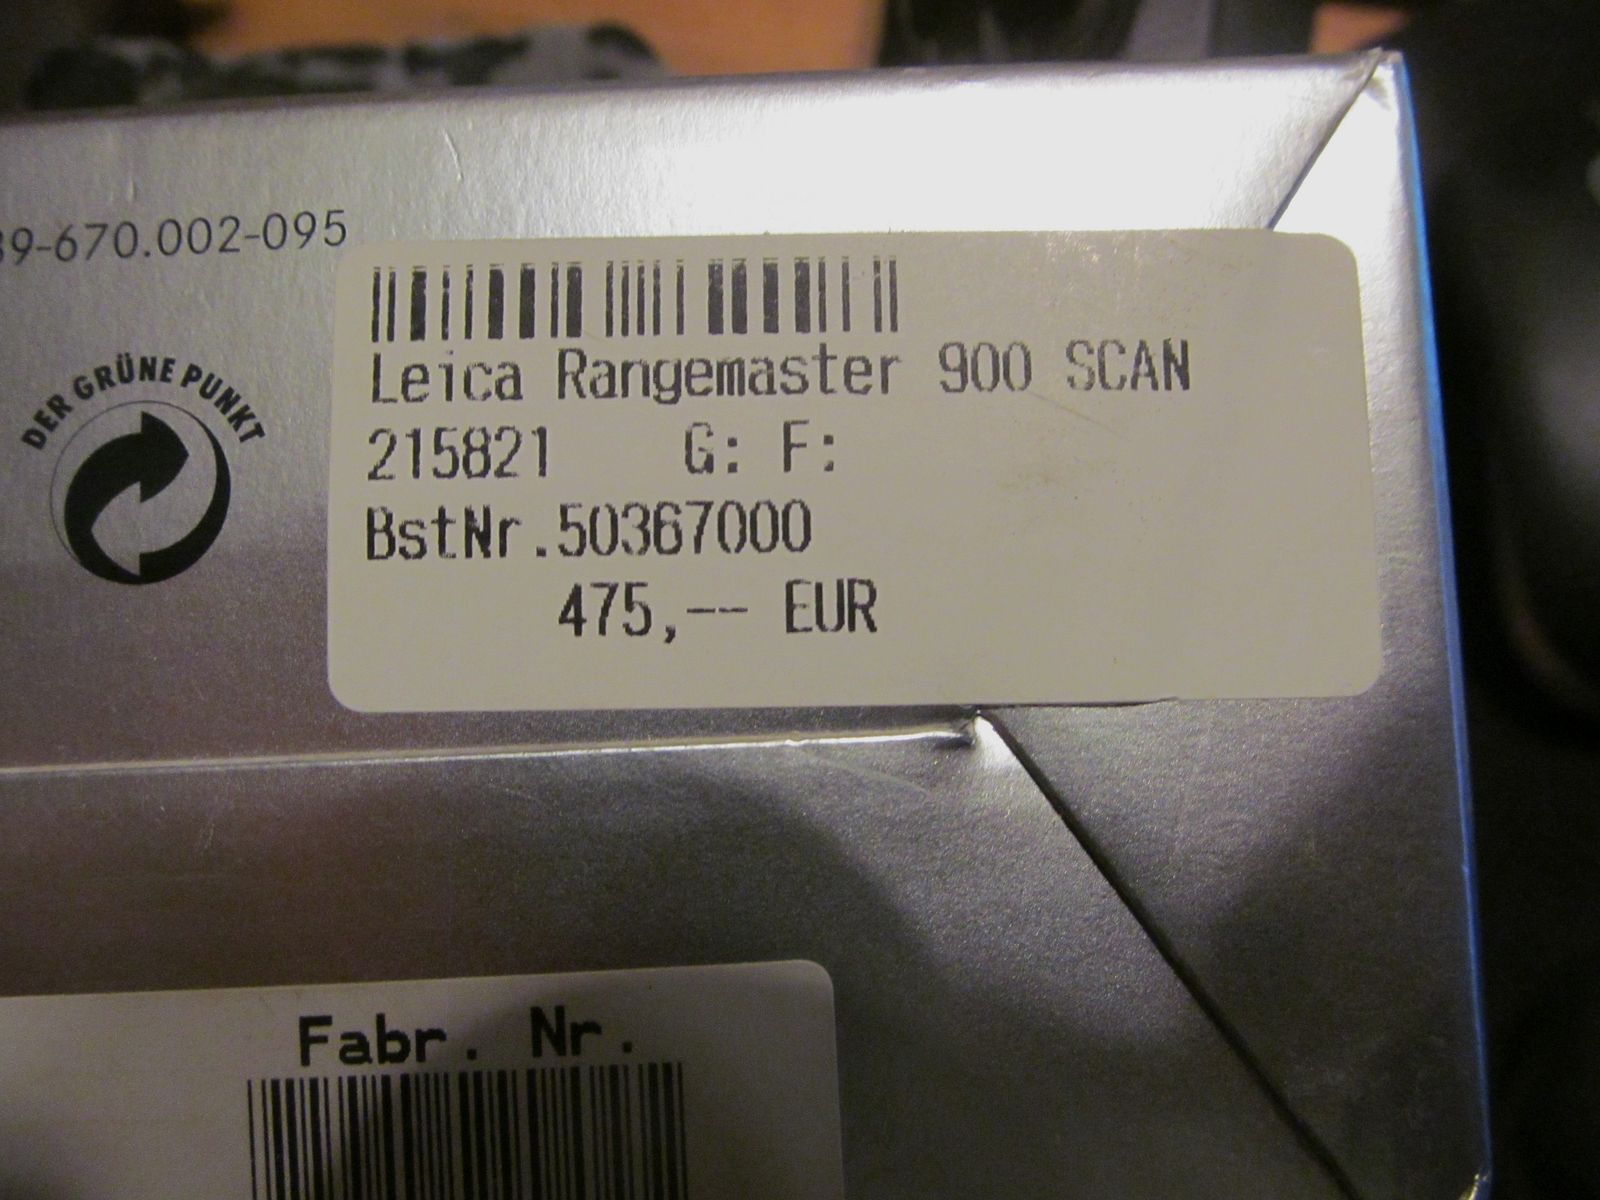 39-670.002-095
DER GRÜNE PUNKT
Leica Rangemaster 900 SCAN
215821 G: F:
BstNr.50367000
475,-- EUR
Fabr. Nr.